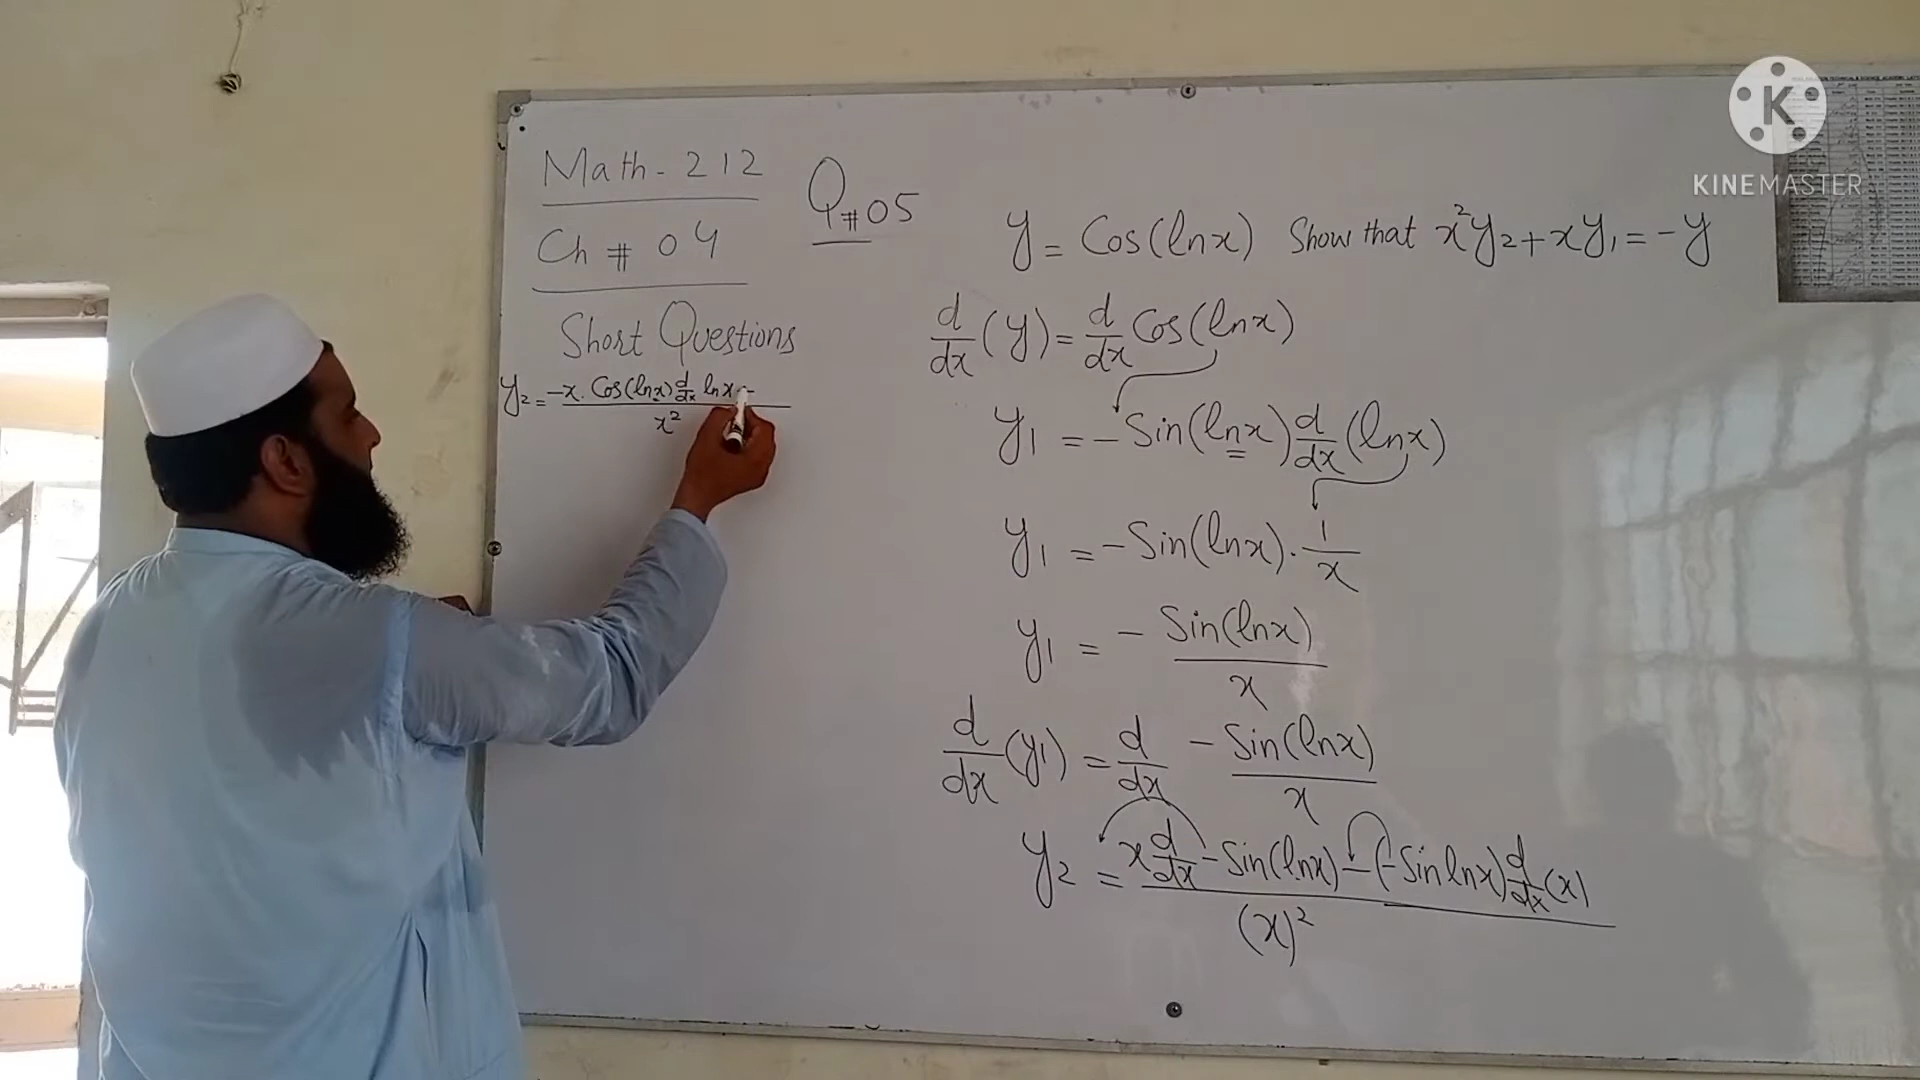 Math-212
Ch # 04
Short Questions
Q#05
y = Cos(lnx) Show that x²y₂+xy₁=-y
d/dx (y) = d/dx Cos(lnx)
y₁ = -Sin(lnx) d/dx (lnx)
y₁ = -Sin(lnx) · 1/x
y₁ = - Sin(lnx)/x
d/dx (y₁) = d/dx - Sin(lnx)/x
y₂ = x d/dx -Sin(lnx) - (-Sinlnx) d/dx (x) / (x)²
y₂ = -x. Cos(lnx) d/dx lnx - / x²
KINEMASTER